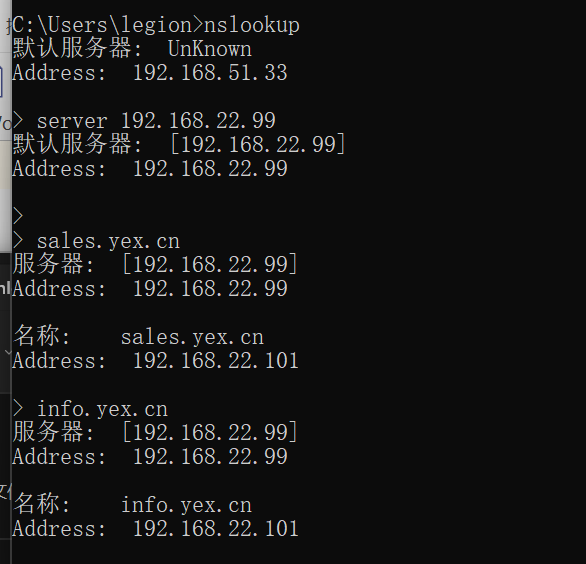 C:\Users\legion>nslookup
默认服务器:  UnKnown
Address:  192.168.51.33

> server 192.168.22.99
默认服务器:  [192.168.22.99]
Address:  192.168.22.99

>
> sales.yex.cn
服务器:  [192.168.22.99]
Address:  192.168.22.99

名称:    sales.yex.cn
Address:  192.168.22.101

> info.yex.cn
服务器:  [192.168.22.99]
Address:  192.168.22.99

名称:    info.yex.cn
Address:  192.168.22.101